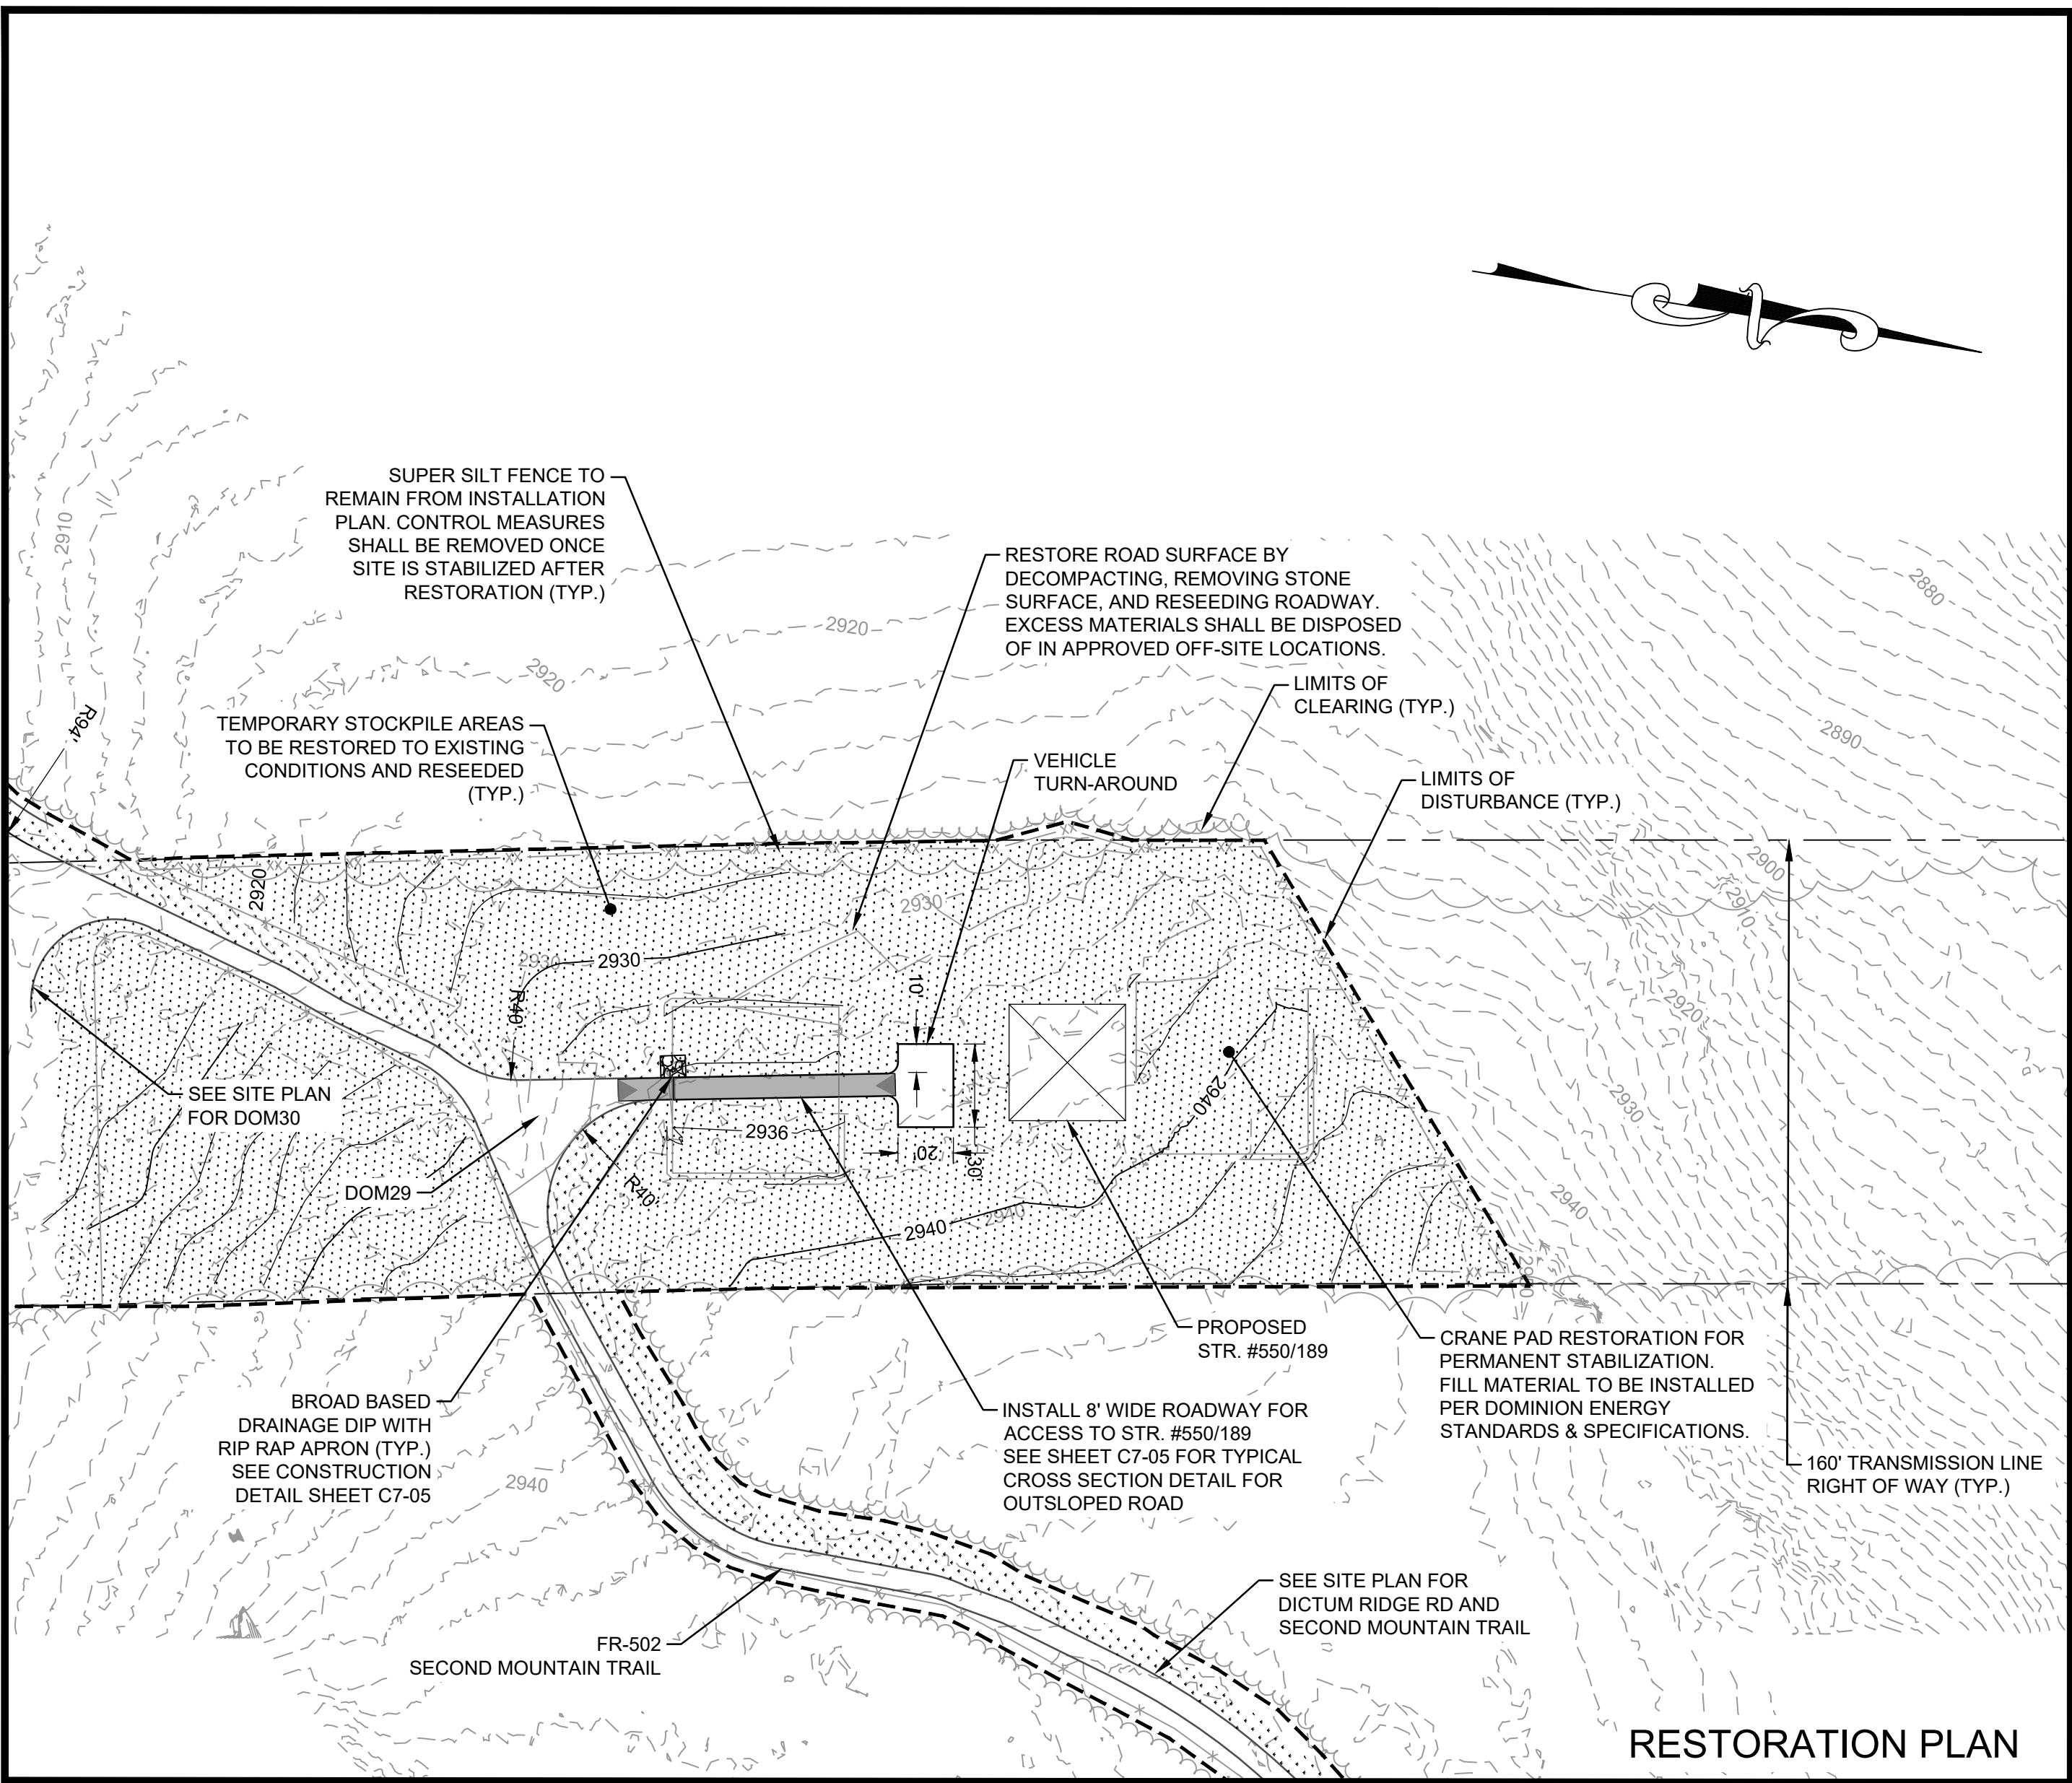 SUPER SILT FENCE TO
REMAIN FROM INSTALLATION
PLAN. CONTROL MEASURES
SHALL BE REMOVED ONCE
SITE IS STABILIZED AFTER
RESTORATION (TYP.)
RESTORE ROAD SURFACE BY
DECOMPACTING, REMOVING STONE
SURFACE, AND RESEEDING ROADWAY.
EXCESS MATERIALS SHALL BE DISPOSED
OF IN APPROVED OFF-SITE LOCATIONS.
2910
2920
2920
2880
2890
LIMITS OF
CLEARING (TYP.)
R94'
TEMPORARY STOCKPILE AREAS
TO BE RESTORED TO EXISTING
CONDITIONS AND RESEEDED
(TYP.)
VEHICLE
TURN-AROUND
LIMITS OF
DISTURBANCE (TYP.)
2920
2930
2900
2910
2930
2930
2920
R40'
10'
SEE SITE PLAN
FOR DOM30
2940
2930
2936
20'
30'
DOM29
R40'
2940
2940
2940
PROPOSED
STR. #550/189
CRANE PAD RESTORATION FOR
PERMANENT STABILIZATION.
FILL MATERIAL TO BE INSTALLED
PER DOMINION ENERGY
STANDARDS & SPECIFICATIONS.
BROAD BASED
DRAINAGE DIP WITH
RIP RAP APRON (TYP.)
SEE CONSTRUCTION
DETAIL SHEET C7-05
2940
INSTALL 8' WIDE ROADWAY FOR
ACCESS TO STR. #550/189
SEE SHEET C7-05 FOR TYPICAL
CROSS SECTION DETAIL FOR
OUTSLOPED ROAD
160' TRANSMISSION LINE
RIGHT OF WAY (TYP.)
SEE SITE PLAN FOR
DICTUM RIDGE RD AND
SECOND MOUNTAIN TRAIL
FR-502
SECOND MOUNTAIN TRAIL
RESTORATION PLAN